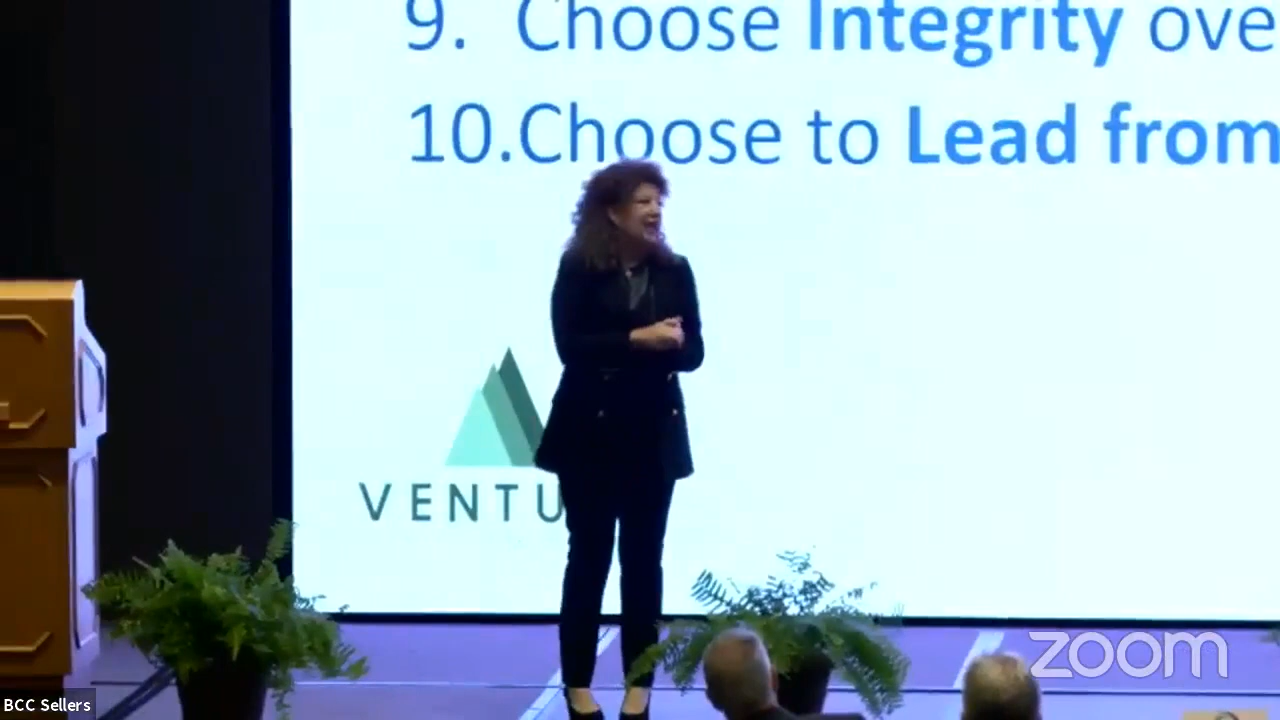 9. Choose Integrity ove
10.Choose to Lead from
VENTU
zoom
BCC Sellers